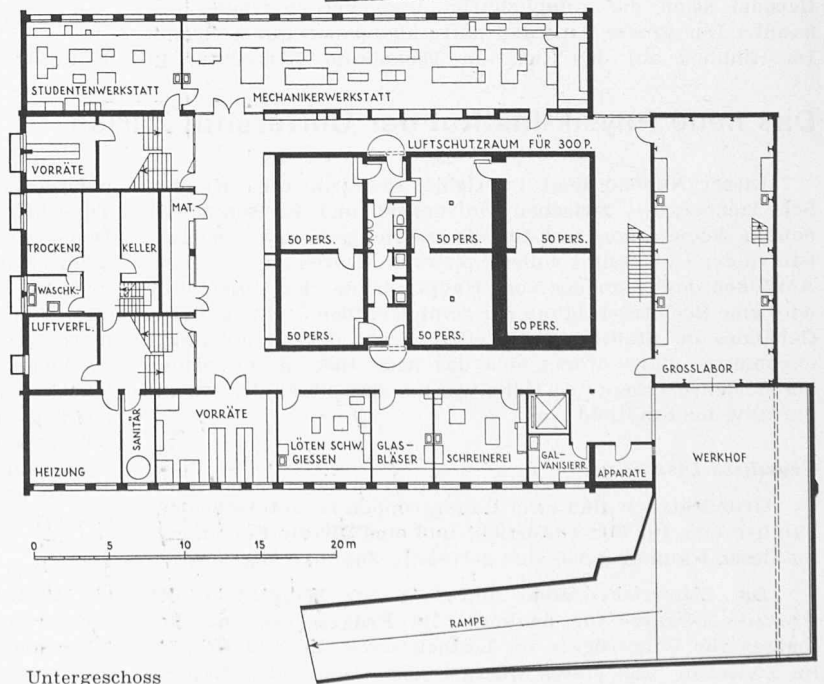 STUDENTENWERKSTATT
MECHANIKERWERKSTATT
LUFTSCHUTZRAUM FÜR 300 P.
VORRÄTE
MAT.
TROCKENR.
KELLER
50 PERS.
50 PERS.
50 PERS.
WASCHK.
LUFTVERFL.
50 PERS.
50 PERS.
50 PERS.
GROSSLABOR
SANITÄR
VORRÄTE
LÖTEN SCHW.
GIESSEN
GLAS-
BLÄSER
SCHREINEREI
GAL-
VANISIERR.
APPARATE
WERKHOF
HEIZUNG
0 5 10 15 20 m
RAMPE
Untergeschoss